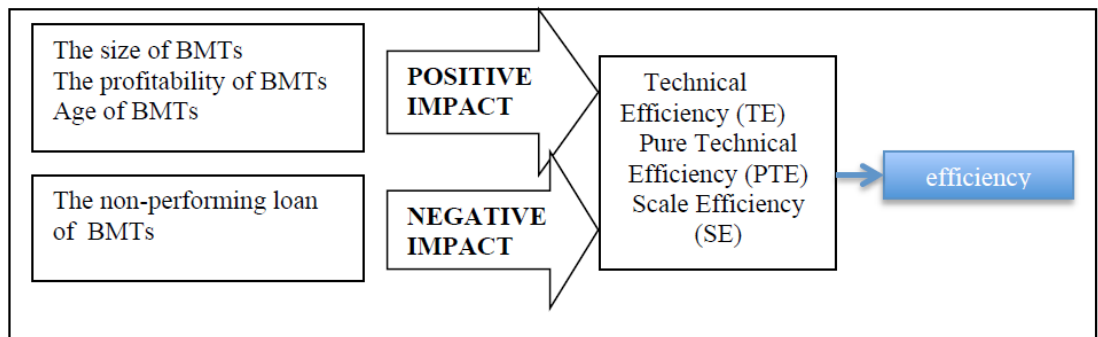 The size of BMTs
The profitability of BMTs
Age of BMTs
POSITIVE
IMPACT
The non-performing loan
of BMTs
NEGATIVE
IMPACT
Technical
Efficiency (TE)
Pure Technical
Efficiency (PTE)
Scale Efficiency
(SE)
efficiency